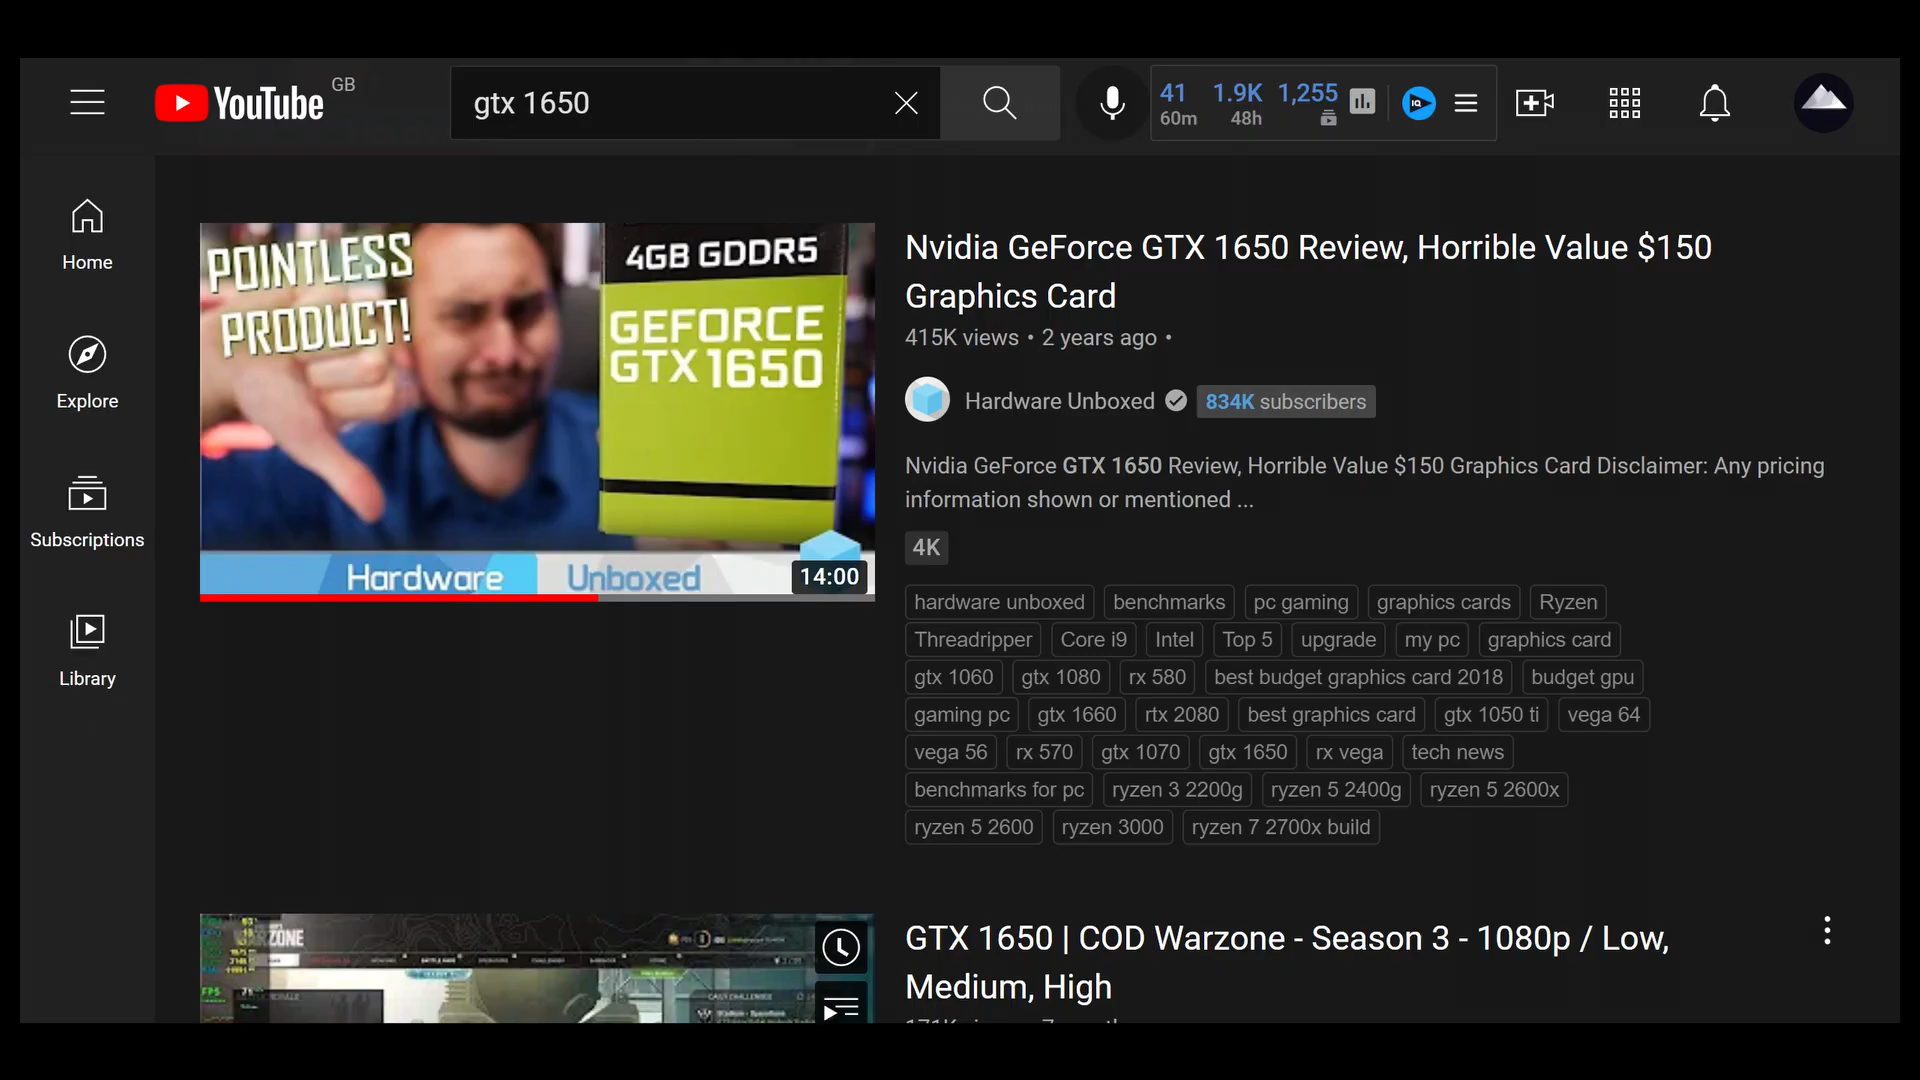 YouTube GB
gtx 1650
41 1.9K 1,255
60m 48h
IQ
Home
Explore
Subscriptions
Library
POINTLESS
PRODUCT!
4GB GDDR5
GEFORCE
GTX 1650
Hardware Unboxed
14:00
Nvidia GeForce GTX 1650 Review, Horrible Value $150
Graphics Card
415K views • 2 years ago •
Hardware Unboxed 834K subscribers
Nvidia GeForce GTX 1650 Review, Horrible Value $150 Graphics Card Disclaimer: Any pricing
information shown or mentioned ...
4K
hardware unboxed benchmarks pc gaming graphics cards Ryzen
Threadripper Core i9 Intel Top 5 upgrade my pc graphics card
gtx 1060 gtx 1080 rx 580 best budget graphics card 2018 budget gpu
gaming pc gtx 1660 rtx 2080 best graphics card gtx 1050 ti vega 64
vega 56 rx 570 gtx 1070 gtx 1650 rx vega tech news
benchmarks for pc ryzen 3 2200g ryzen 5 2400g ryzen 5 2600x
ryzen 5 2600 ryzen 3000 ryzen 7 2700x build
WARZONE
FPS
GTX 1650 | COD Warzone - Season 3 - 1080p / Low,
Medium, High